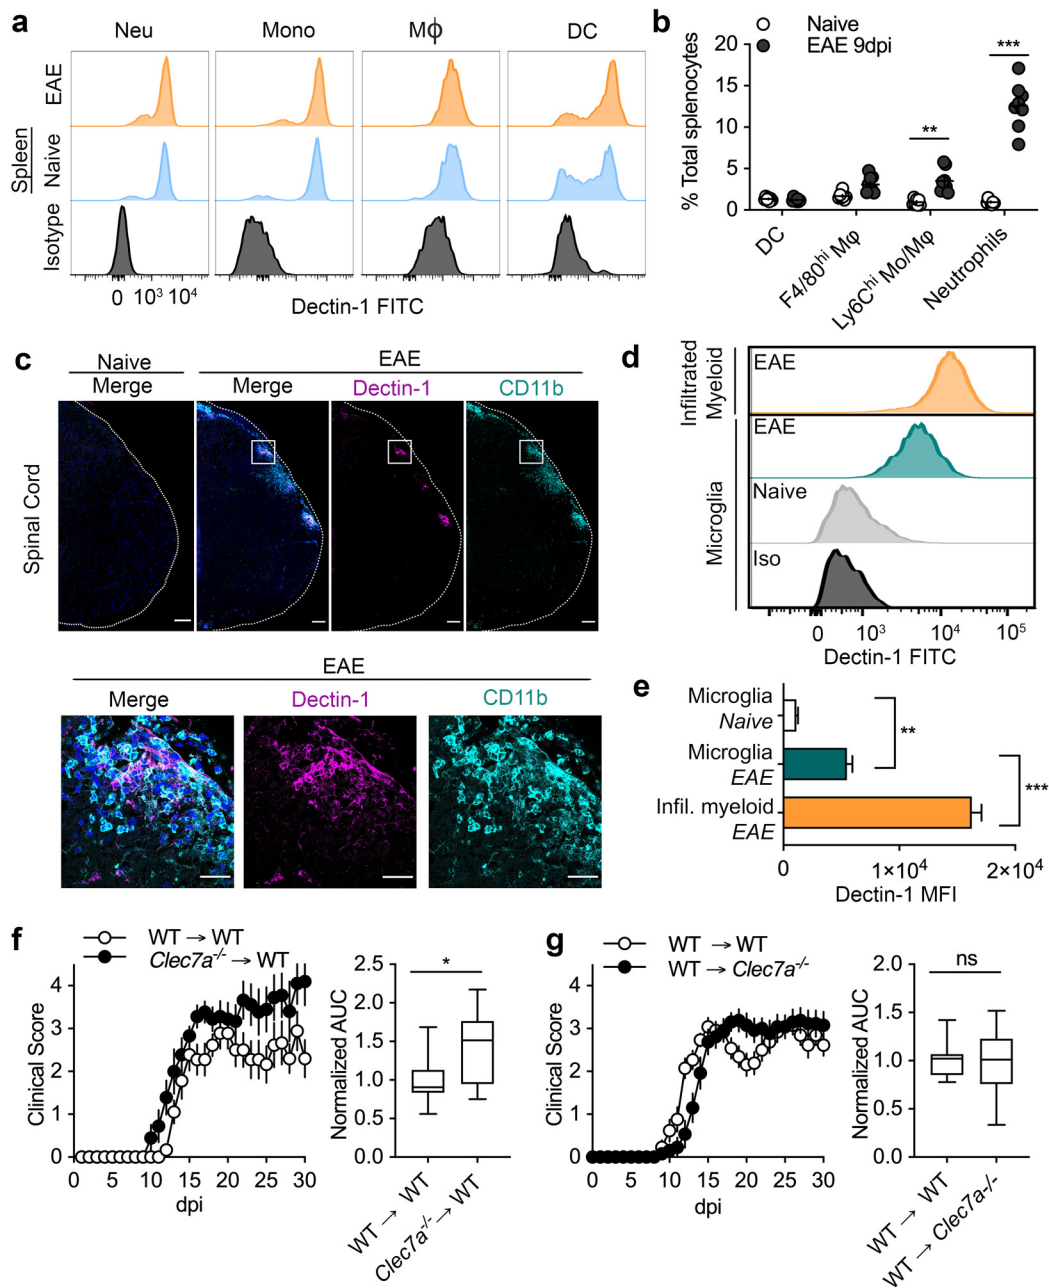 a
Neu Mono Mϕ DC
EAE
Spleen
Naive
Isotype
0 10³ 10⁴
Dectin-1 FITC
b
Naive
EAE 9dpi
% Total splenocytes
20
15
10
5
0
**
***
DC
F4/80ʰⁱ Mφ
Ly6Cʰⁱ Mo/Mφ
Neutrophils
c
Naive EAE
Merge Merge Dectin-1 CD11b
Spinal Cord
EAE
Merge Dectin-1 CD11b
d
Infiltrated
Myeloid
EAE
Microglia
EAE
Naive
Iso
0 10³ 10⁴ 10⁵
Dectin-1 FITC
e
Microglia
Naive
Microglia
EAE
Infil. myeloid
EAE
**
***
0 1×10⁴ 2×10⁴
Dectin-1 MFI
f
WT → WT
Clec7a⁻/⁻ → WT
Clinical Score
4
3
2
1
0
0 5 10 15 20 25 30
dpi
Normalized AUC
2.5
2.0
1.5
1.0
0.5
0.0
*
WT → WT
Clec7a⁻/⁻ → WT
g
WT → WT
WT → Clec7a⁻/⁻
Clinical Score
4
3
2
1
0
0 5 10 15 20 25 30
dpi
Normalized AUC
2.0
1.5
1.0
0.5
0.0
ns
WT → WT
WT → Clec7a-/-